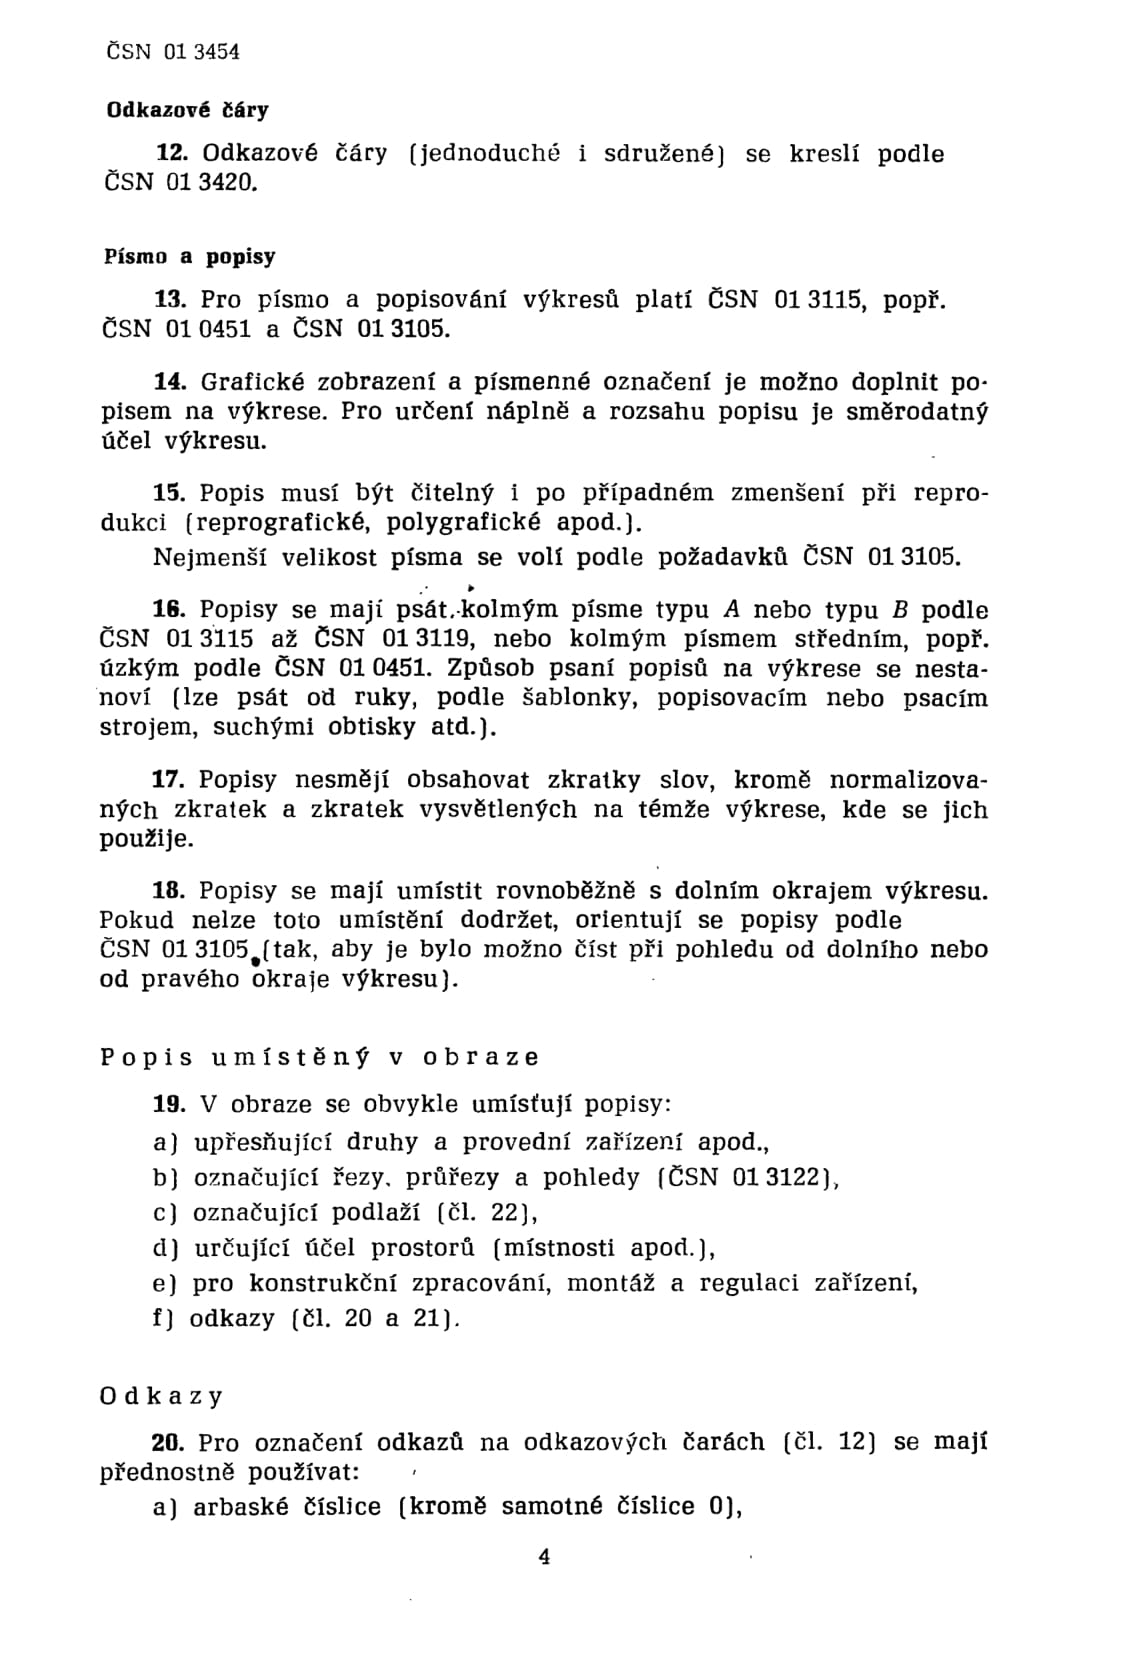 ČSN 01 3454
Odkazové čáry
12. Odkazové čáry (jednoduché i sdružené) se kreslí podle
ČSN 01 3420.
Písmo a popisy
13. Pro písmo a popisování výkresů platí ČSN 01 3115, popř.
ČSN 01 0451 a ČSN 01 3105.
14. Grafické zobrazení a písmenné označení je možno doplnit po-
pisem na výkrese. Pro určení náplně a rozsahu popisu je směrodatný
účel výkresu.
15. Popis musí být čitelný i po případném zmenšení při repro-
dukci (reprografické, polygrafické apod.).
Nejmenší velikost písma se volí podle požadavků ČSN 01 3105.
16. Popisy se mají psát kolmým písme typu A nebo typu B podle
ČSN 01 3115 až ČSN 01 3119, nebo kolmým písmem středním, popř.
úzkým podle ČSN 01 0451. Způsob psaní popisů na výkrese se nesta-
noví (lze psát od ruky, podle šablonky, popisovacím nebo psacím
strojem, suchými obtisky atd.).
17. Popisy nesmějí obsahovat zkratky slov, kromě normalizova-
ných zkratek a zkratek vysvětlených na témže výkrese, kde se jich
použije.
18. Popisy se mají umístit rovnoběžně s dolním okrajem výkresu.
Pokud nelze toto umístění dodržet, orientují se popisy podle
ČSN 01 3105 (tak, aby je bylo možno číst při pohledu od dolního nebo
od pravého okraje výkresu).
Popis umístěný v obraze
19. V obraze se obvykle umísťují popisy:
a) upřesňující druhy a provední zařízení apod.,
b) označující řezy, průřezy a pohledy (ČSN 01 3122),
c) označující podlaží (čl. 22),
d) určující účel prostorů (místnosti apod.),
e) pro konstrukční zpracování, montáž a regulaci zařízení,
f) odkazy (čl. 20 a 21).
Odkazy
20. Pro označení odkazů na odkazových čarách (čl. 12) se mají
přednostně používat:
a) arbaské číslice (kromě samotné číslice 0),
4